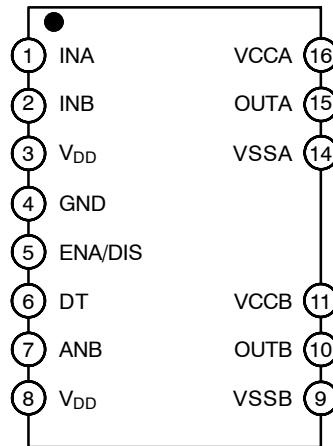 1 INA VCCA 16
2 INB OUTA 15
3 VDD VSSA 14
4 GND
5 ENA/DIS
6 DT VCCB 11
7 ANB OUTB 10
8 VDD VSSB 9